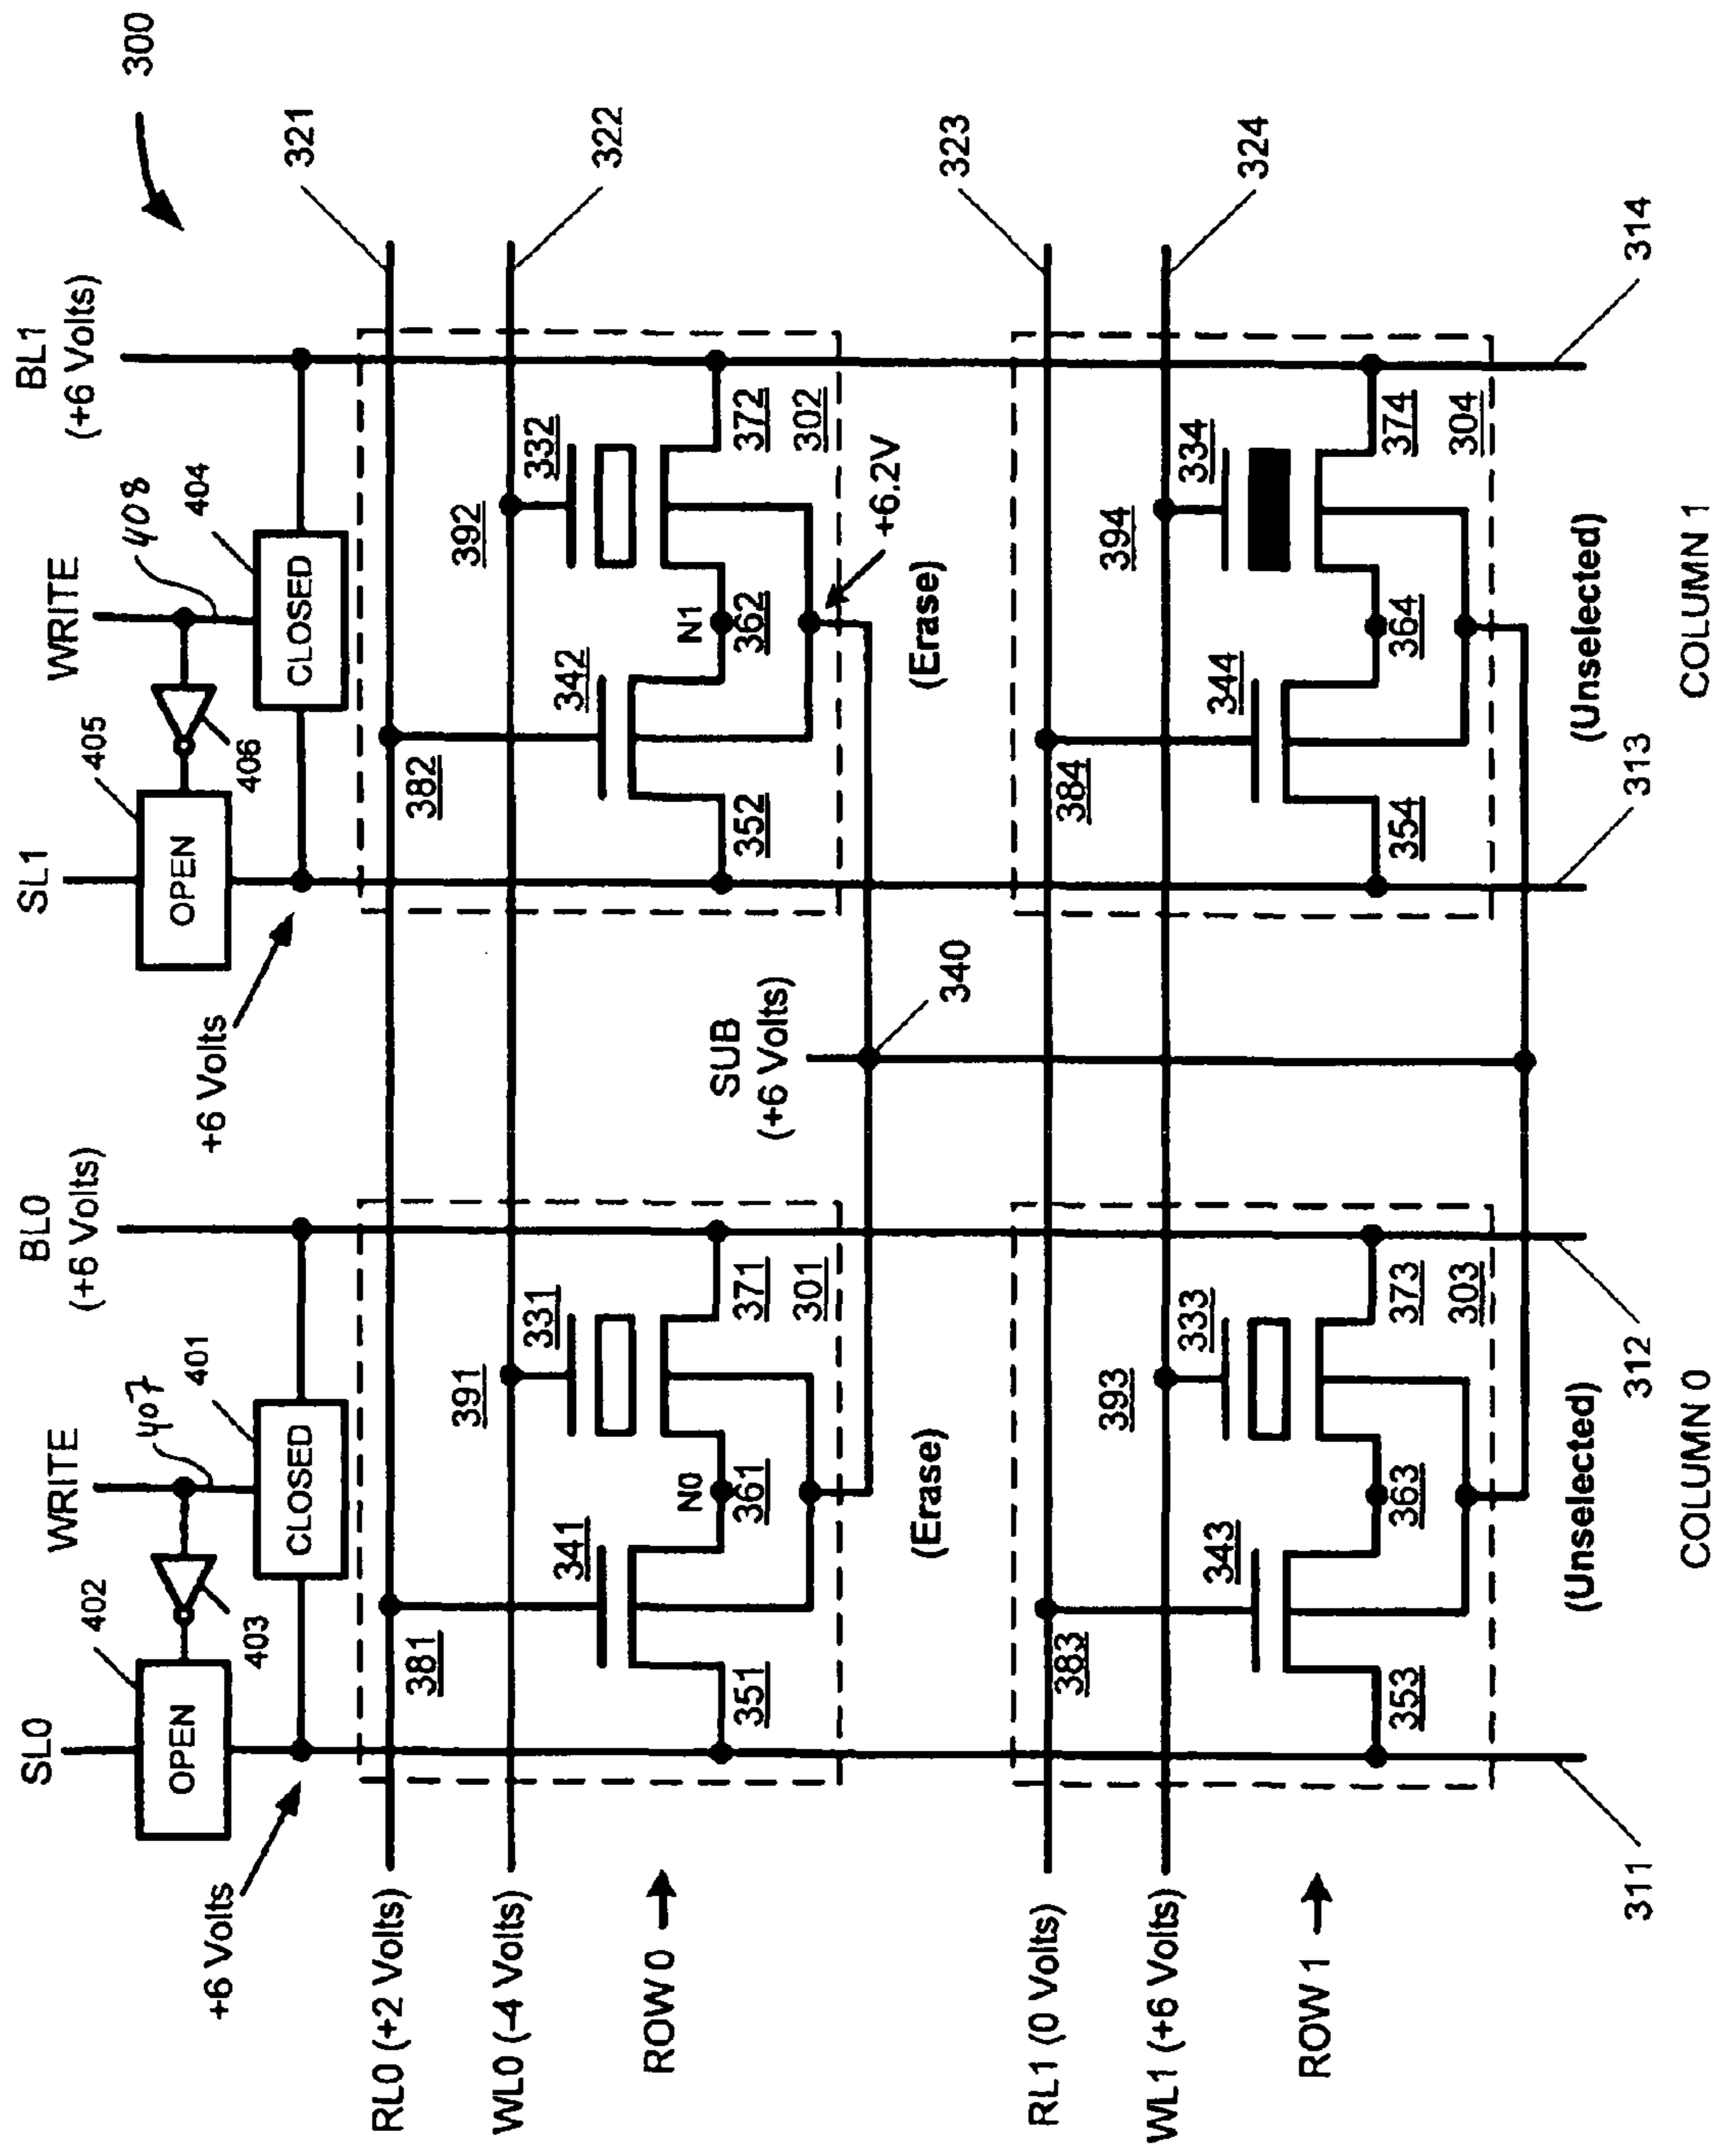 300
SL0
WRITE
BL0
(+6 Volts)
SL1
WRITE
BL1
(+6 Volts)
402
407
401
405
408
404
OPEN
403
CLOSED
OPEN
406
CLOSED
+6 Volts
+6 Volts
RL0 (+2 Volts)
321
381
382
WL0 (-4 Volts)
322
391
392
341
331
342
332
ROW 0
N0
N1
351
361
371
352
362
372
301
302
SUB
(+6 Volts)
+6.2V
(Erase)
(Erase)
340
RL1 (0 Volts)
323
383
384
WL1 (+6 Volts)
324
393
394
343
333
344
334
ROW 1
353
363
373
354
364
374
303
304
(Unselected)
(Unselected)
311
312
313
314
COLUMN 0
COLUMN 1